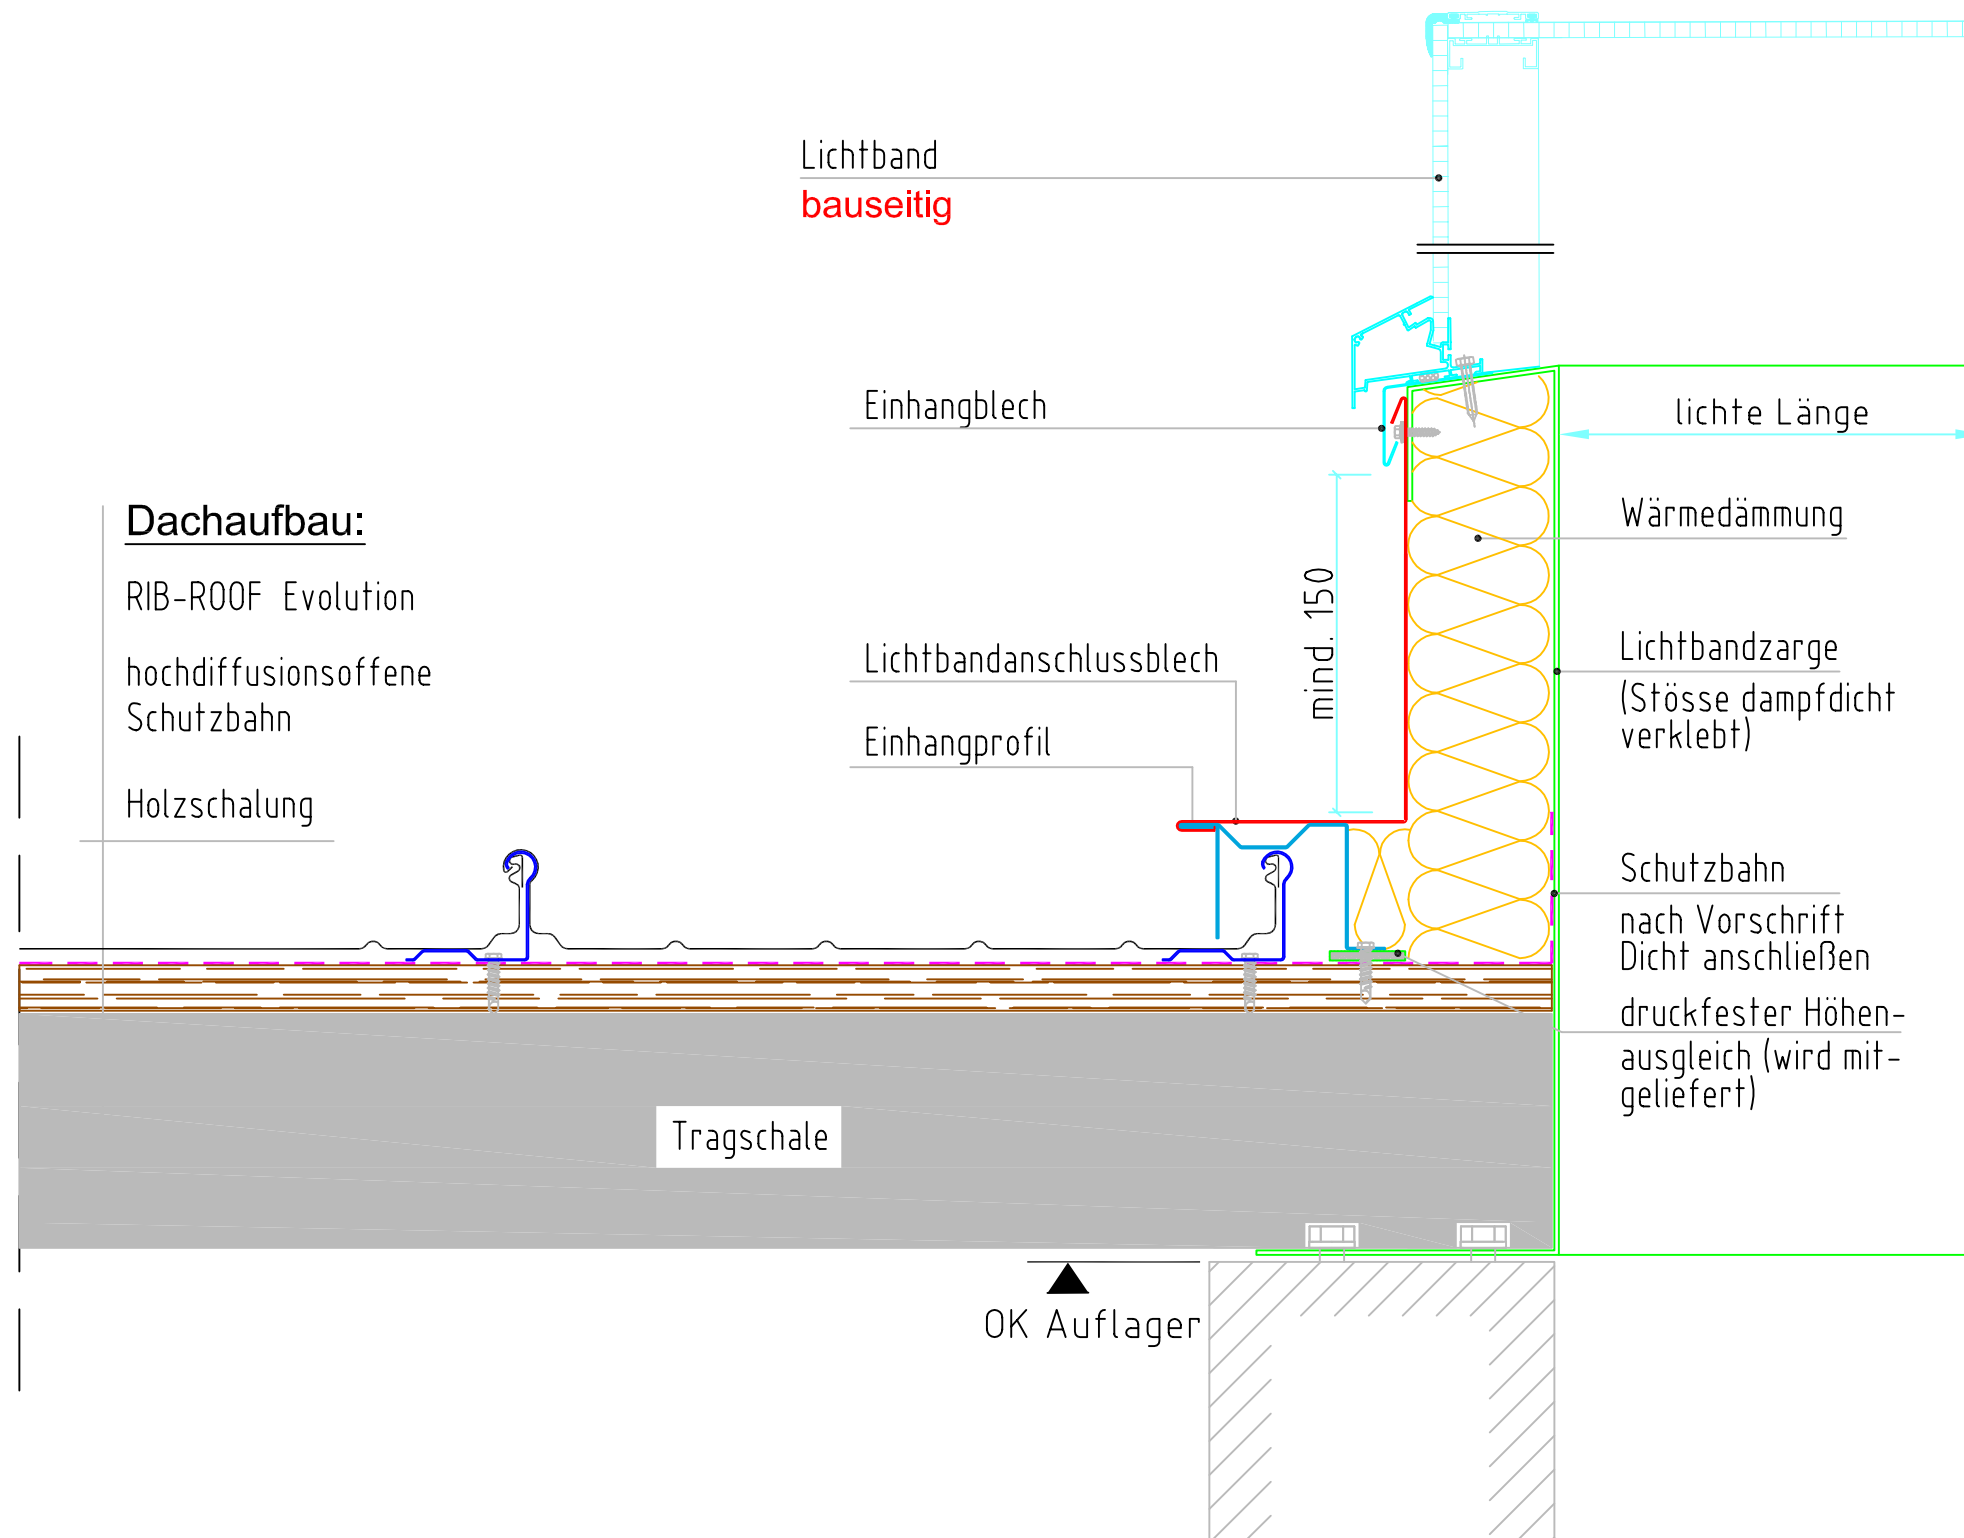 Lichtband
bauseitig
Einhangblech
lichte Länge
Dachaufbau:
RIB-ROOF Evolution
hochdiffusionsoffene
Schutzbahn
Holzschalung
Wärmedämmung
mind. 150
Lichtbandanschlussblech
Einhangprofil
Lichtbandzarge
(Stösse dampfdicht
verklebt)
Schutzbahn
nach Vorschrift
Dicht anschließen
druckfester Höhen-
ausgleich (wird mit-
geliefert)
Tragschale
OK Auflager